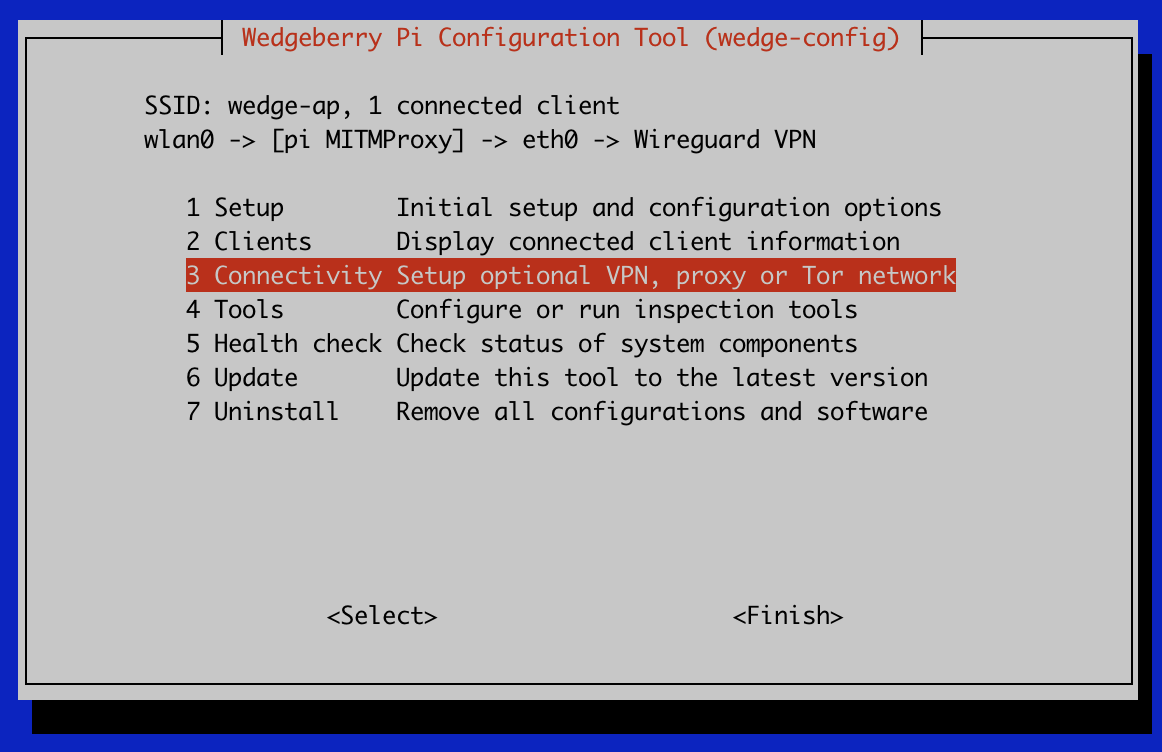 Wedgeberry Pi Configuration Tool (wedge-config)
SSID: wedge-ap, 1 connected client
wlan0 -> [pi MITMProxy] -> eth0 -> Wireguard VPN
1 Setup        Initial setup and configuration options
2 Clients      Display connected client information
3 Connectivity Setup optional VPN, proxy or Tor network
4 Tools        Configure or run inspection tools
5 Health check Check status of system components
6 Update       Update this tool to the latest version
7 Uninstall    Remove all configurations and software
<Select>                     <Finish>